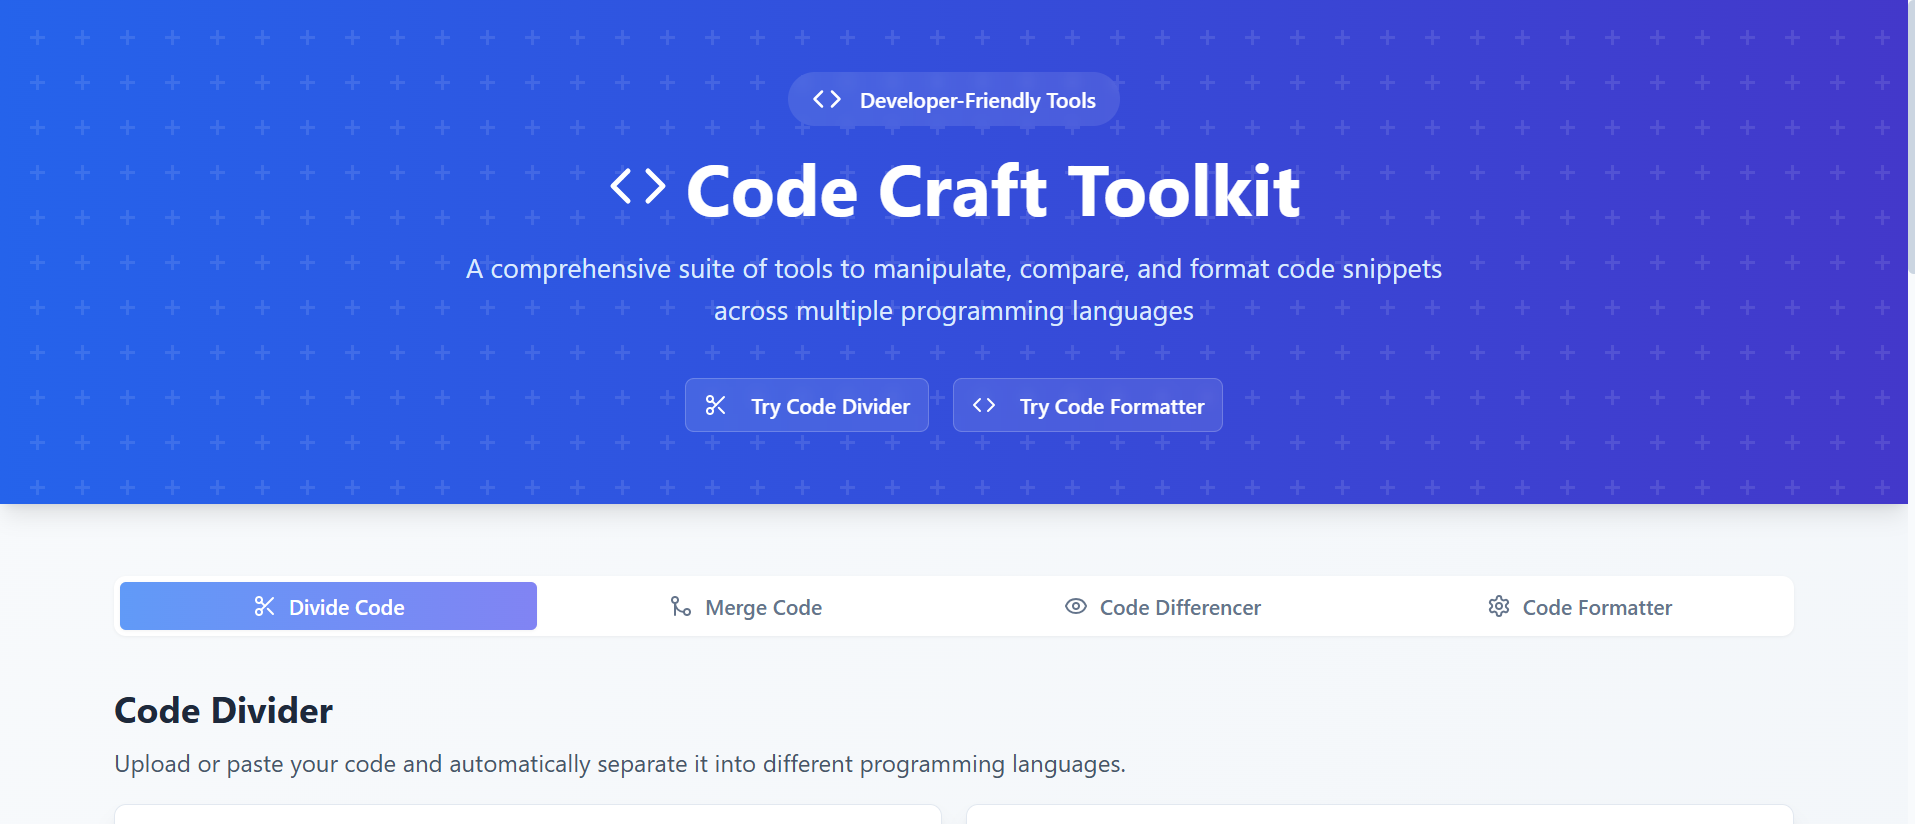 Developer-Friendly Tools
Code Craft Toolkit
A comprehensive suite of tools to manipulate, compare, and format code snippets
across multiple programming languages
Try Code Divider
Try Code Formatter
Divide Code
Merge Code
Code Differencer
Code Formatter
Code Divider
Upload or paste your code and automatically separate it into different programming languages.